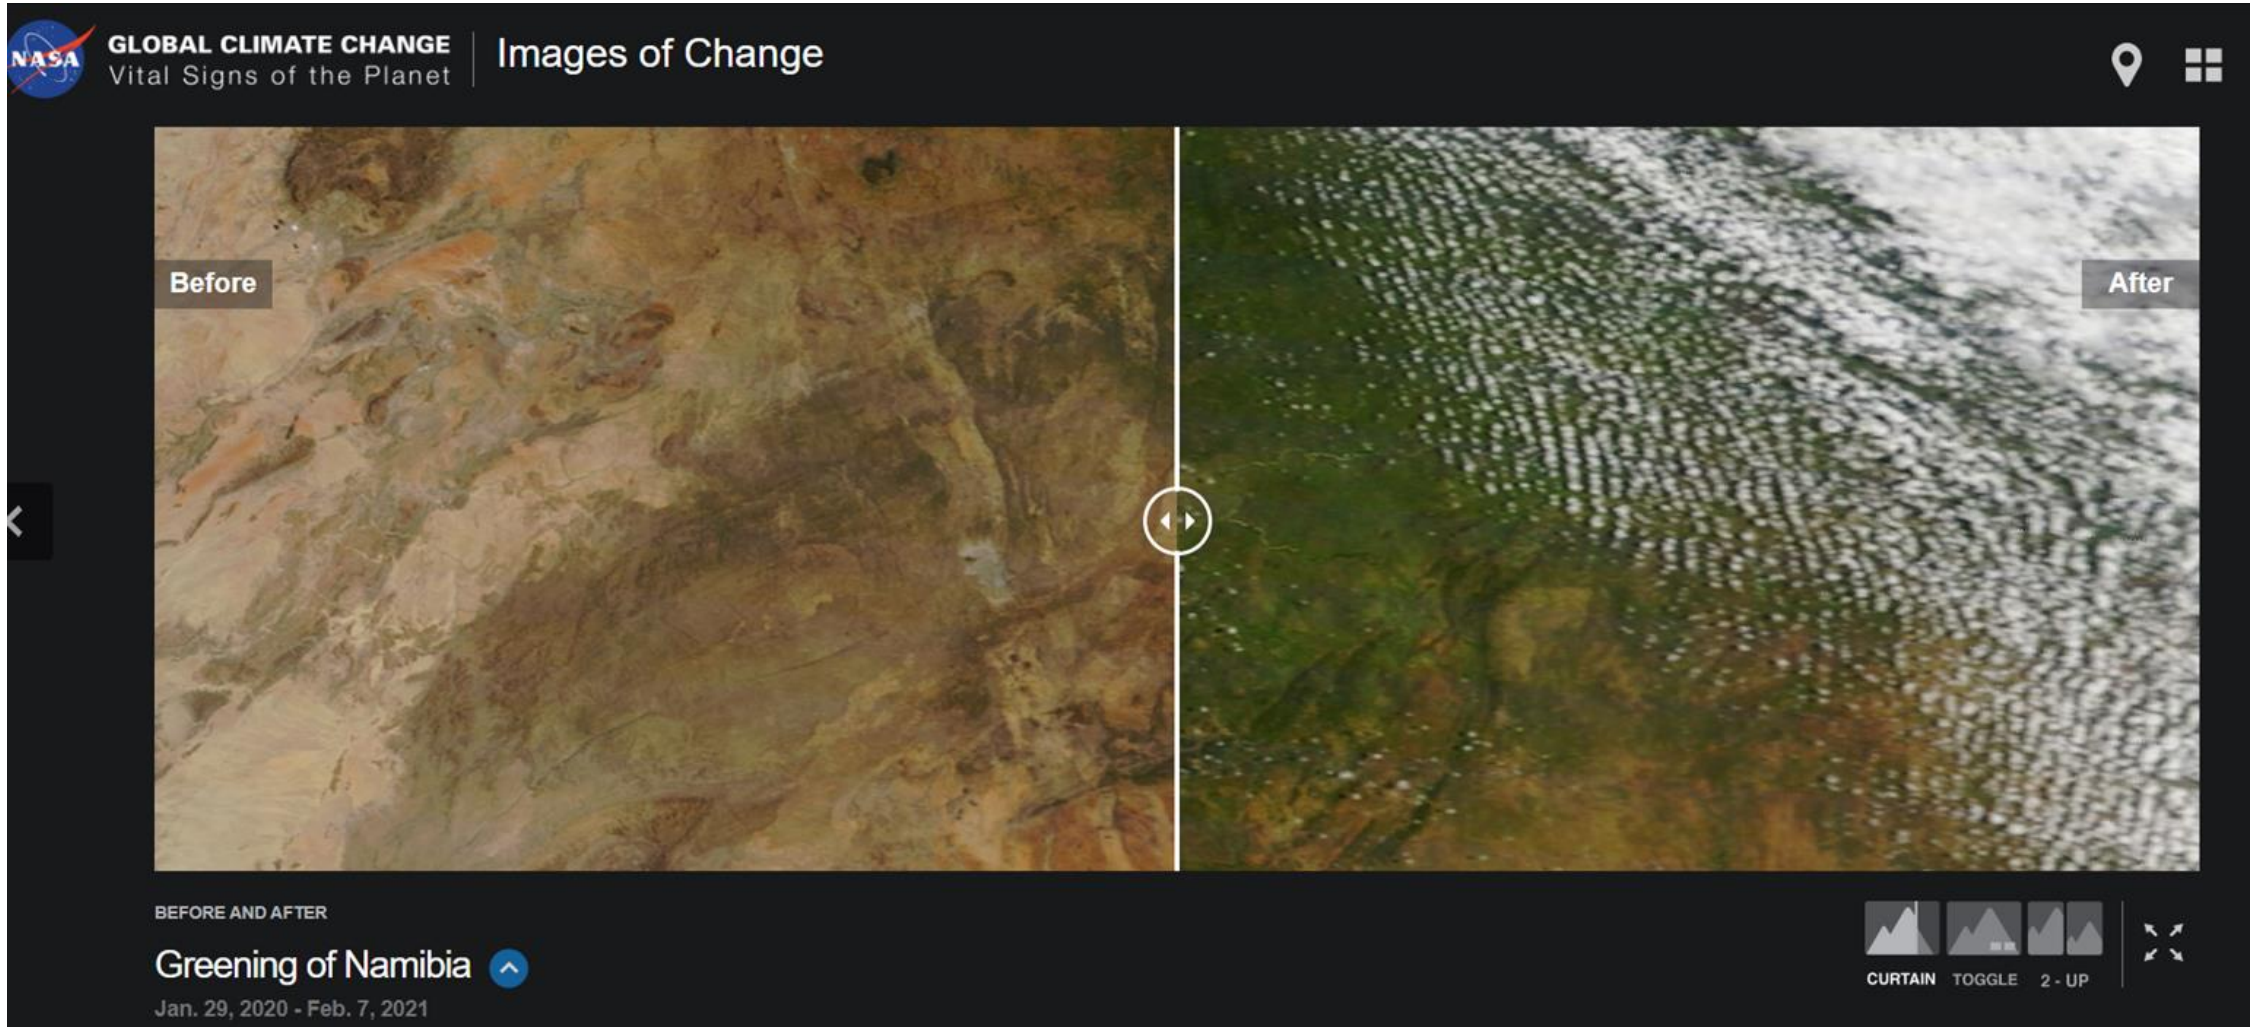 NASA
GLOBAL CLIMATE CHANGE
Vital Signs of the Planet
Images of Change
Before
After
BEFORE AND AFTER
Greening of Namibia
Jan. 29, 2020 - Feb. 7, 2021
CURTAIN TOGGLE 2 - UP